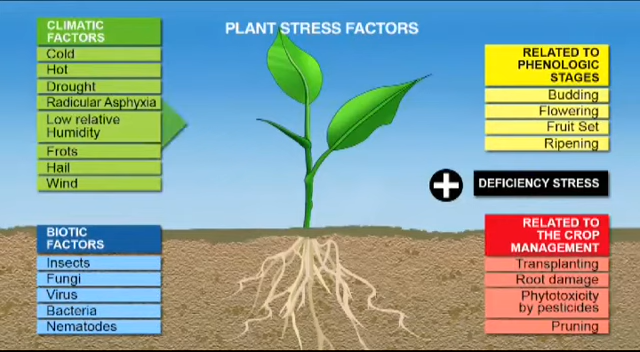 PLANT STRESS FACTORS
CLIMATIC
FACTORS
Cold
Hot
Drought
Radicular Asphyxia
Low relative
Humidity
Frots
Hail
Wind
BIOTIC
FACTORS
Insects
Fungi
Virus
Bacteria
Nematodes
RELATED TO
PHENOLOGIC
STAGES
Budding
Flowering
Fruit Set
Ripening
DEFICIENCY STRESS
RELATED TO
THE CROP
MANAGEMENT
Transplanting
Root damage
Phytotoxicity
by pesticides
Pruning